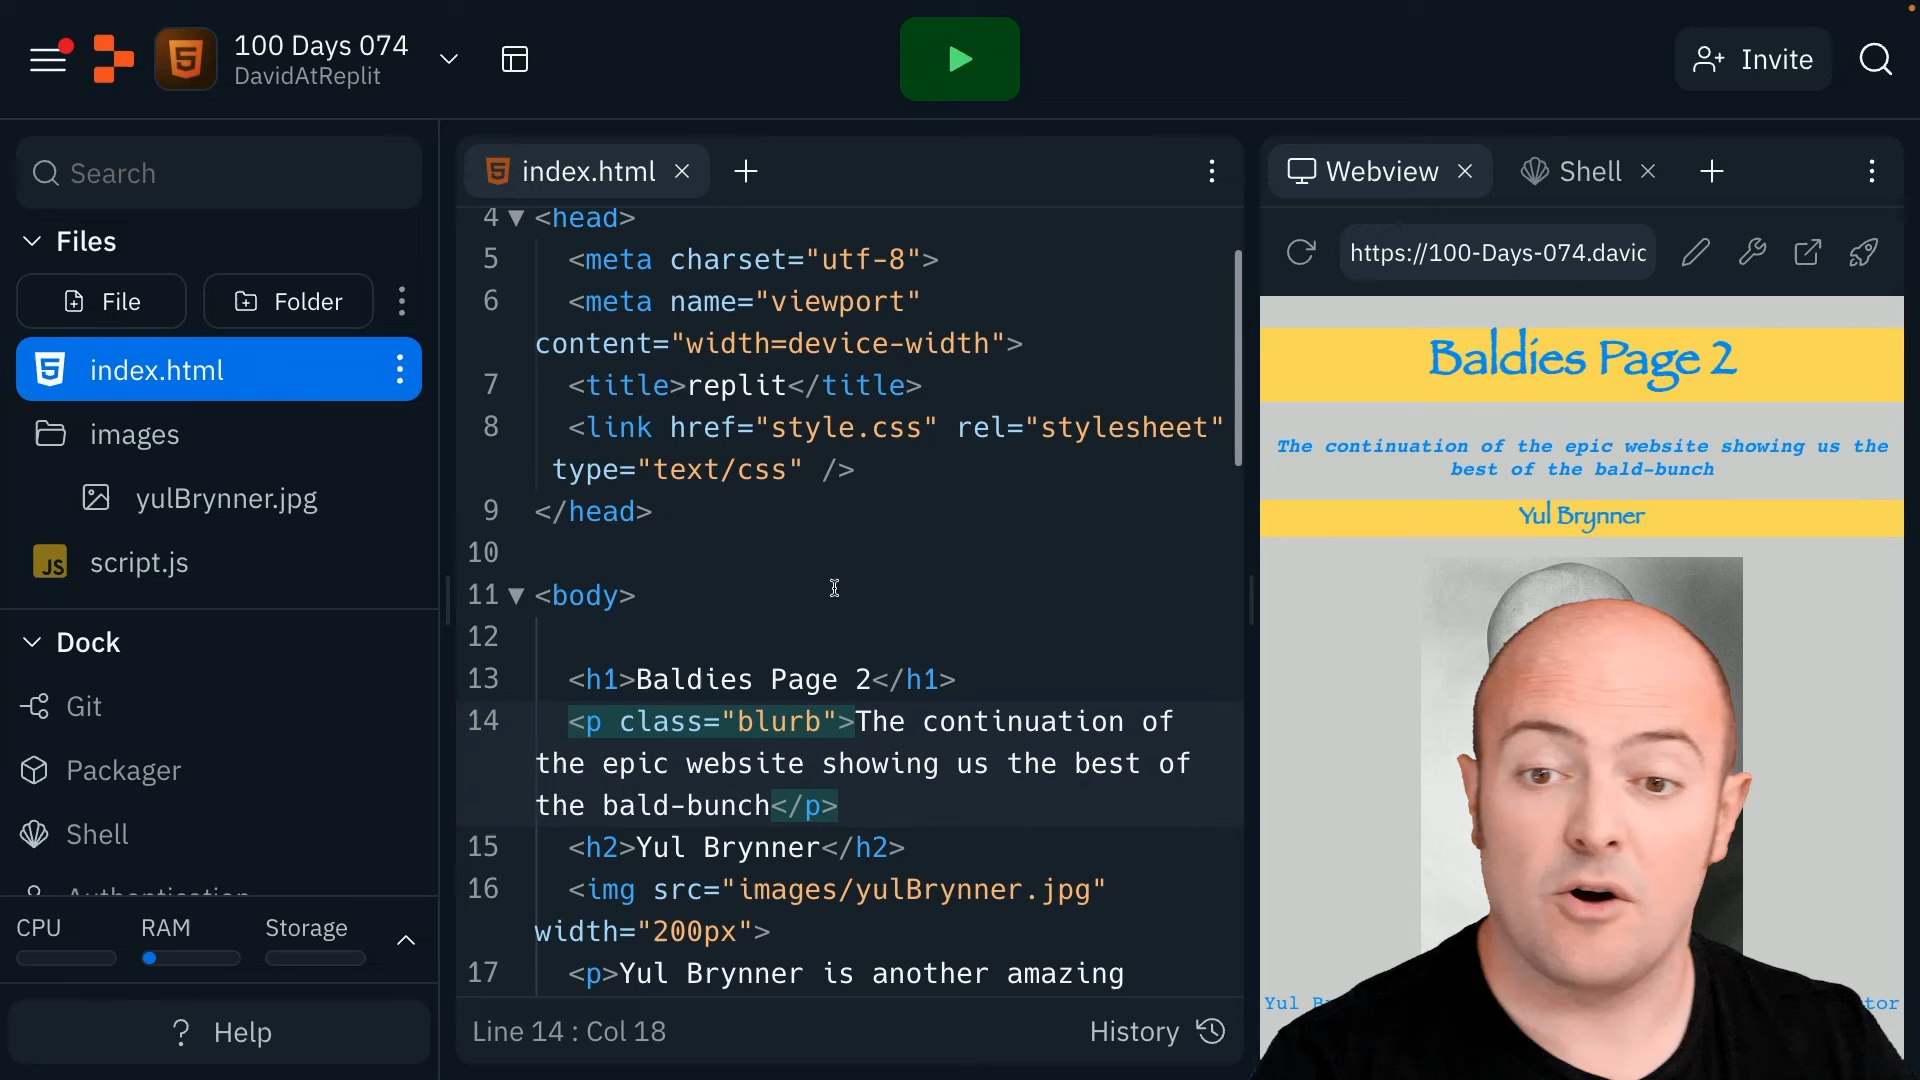 100 Days 074
DavidAtReplit
Invite
Search
Files
File
Folder
index.html
images
yulBrynner.jpg
JS
script.js
Dock
Git
Packager
Shell
Authentication
CPU
RAM
Storage
? Help
index.html
4 <head>
5 <meta charset="utf-8">
6 <meta name="viewport"
content="width=device-width">
7 <title>replit</title>
8 <link href="style.css" rel="stylesheet"
type="text/css" />
9 </head>
10
11 <body>
12
13 <h1>Baldies Page 2</h1>
14 <p class="blurb">The continuation of
the epic website showing us the best of
the bald-bunch</p>
15 <h2>Yul Brynner</h2>
16 <img src="images/yulBrynner.jpg"
width="200px">
17 <p>Yul Brynner is another amazing
Line 14 : Col 18
History
Webview
Shell
https://100-Days-074.davic
Baldies Page 2
The continuation of the epic website showing us the
best of the bald-bunch
Yul Brynner
Yul